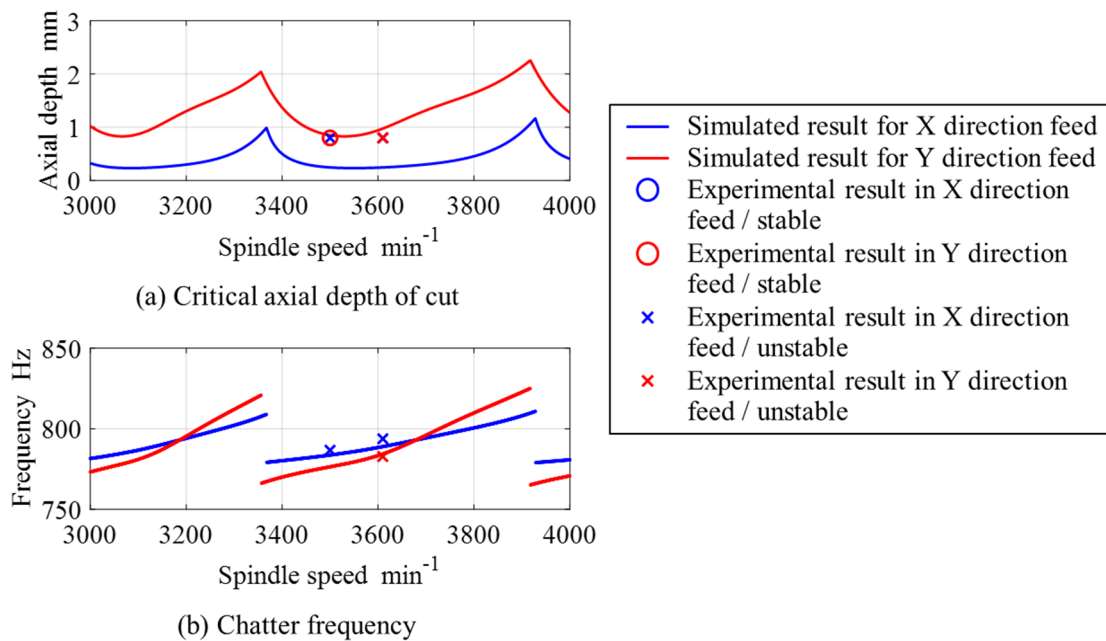 3
2
1
0
Axial depth mm
3000 3200 3400 3600 3800 4000
Spindle speed min-1
(a) Critical axial depth of cut
850
800
750
Frequency Hz
3000 3200 3400 3600 3800 4000
Spindle speed min-1
(b) Chatter frequency
Simulated result for X direction feed
Simulated result for Y direction feed
Experimental result in X direction
feed / stable
Experimental result in Y direction
feed / stable
Experimental result in X direction
feed / unstable
Experimental result in Y direction
feed / unstable